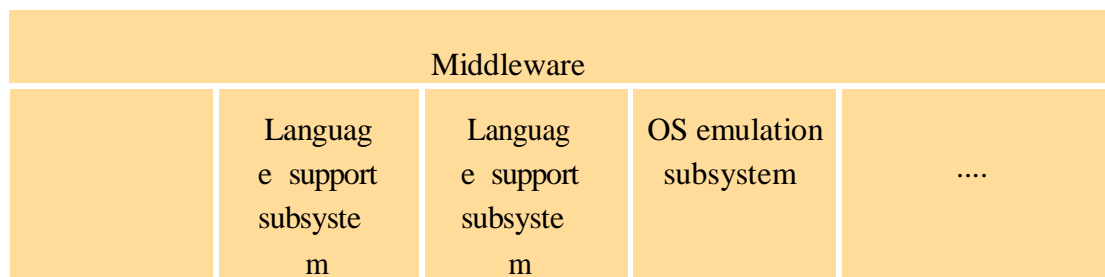 Middleware
Languag
e support
subsyste
m
Languag
e support
subsyste
m
OS emulation
subsystem
....